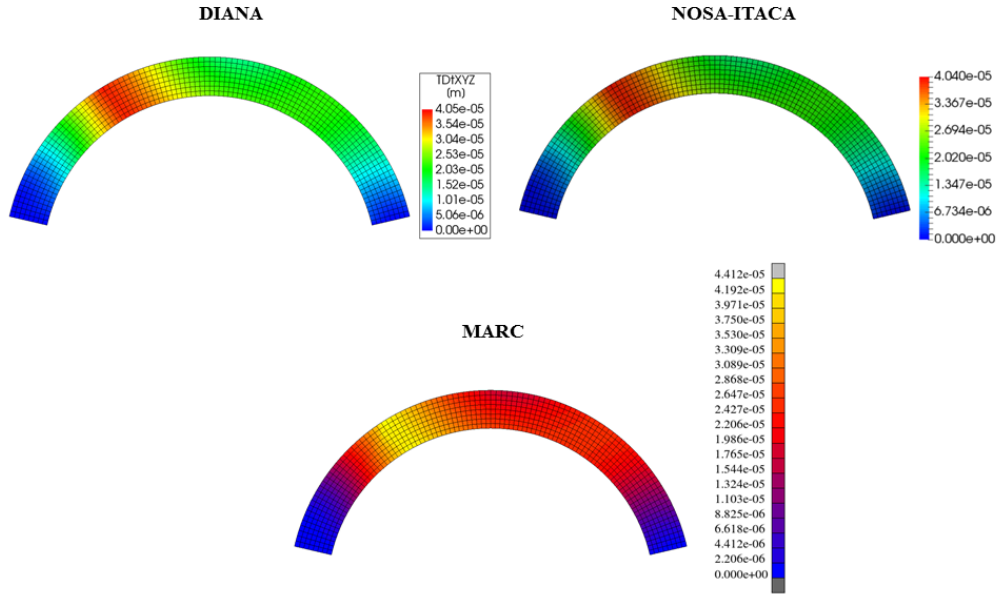 DIANA
NOSA-ITACA
TDtXYZ
(m)
4.05e-05
3.54e-05
3.04e-05
2.53e-05
2.03e-05
1.52e-05
1.01e-05
5.06e-06
0.00e+00
4.040e-05
3.367e-05
2.694e-05
2.020e-05
1.347e-05
6.734e-06
0.000e+00
MARC
4.412e-05
4.192e-05
3.971e-05
3.750e-05
3.530e-05
3.309e-05
3.089e-05
2.868e-05
2.647e-05
2.427e-05
2.206e-05
1.986e-05
1.765e-05
1.544e-05
1.324e-05
1.103e-05
8.825e-06
6.618e-06
4.412e-06
2.206e-06
0.000e+00